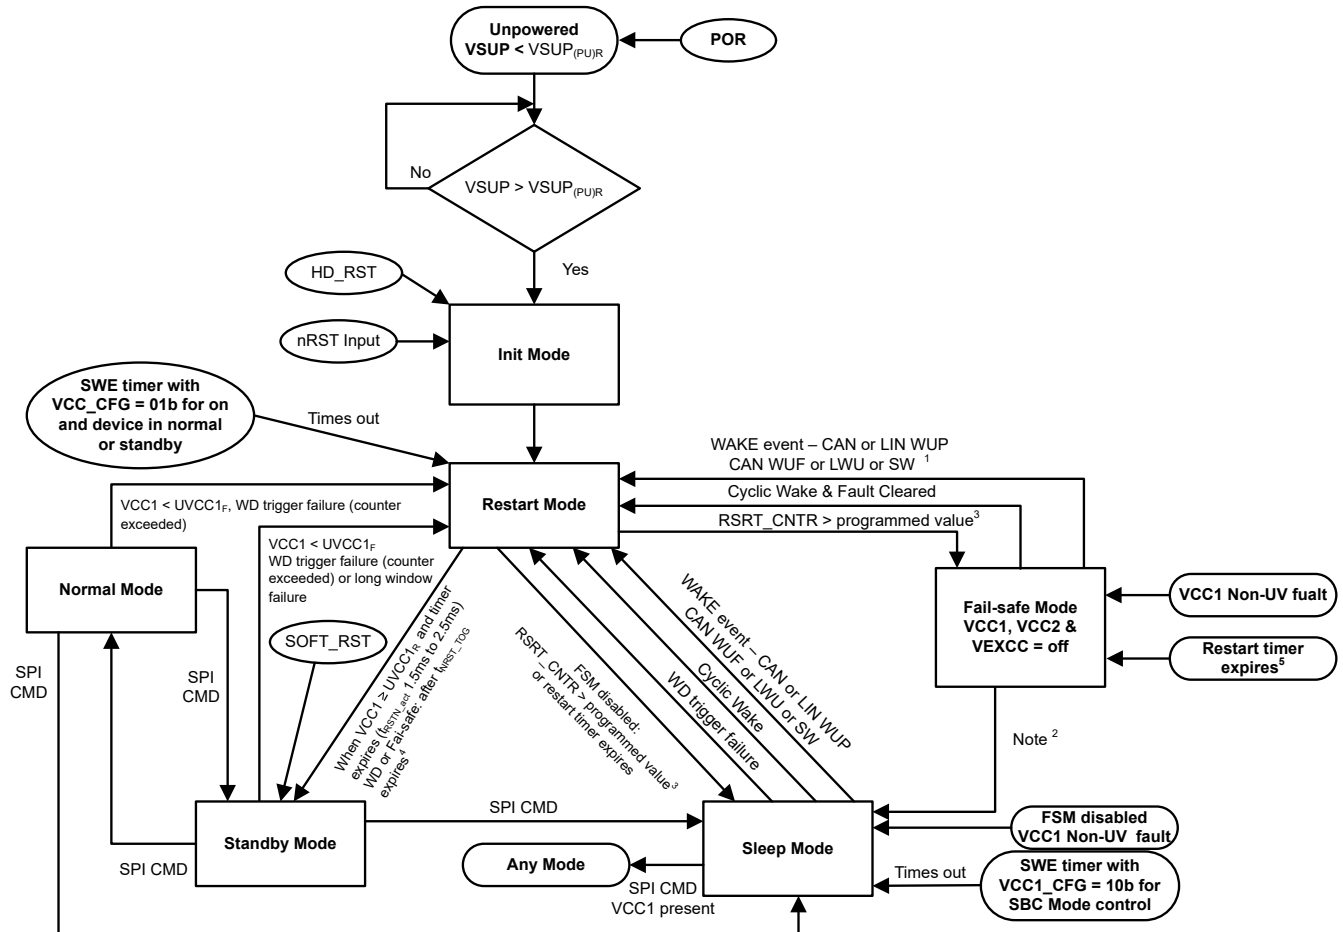 Unpowered
VSUP < VSUP(PU)R
POR
No
VSUP > VSUP(PU)R
Yes
HD_RST
nRST Input
Init Mode
SWE timer with
VCC_CFG = 01b for on
and device in normal
or standby
Times out
WAKE event – CAN or LIN WUP
CAN WUF or LWU or SW 1
Restart Mode
Cyclic Wake & Fault Cleared
RSRT_CNTR > programmed value3
VCC1 < UVCC1F, WD trigger failure (counter
exceeded)
VCC1 < UVCC1F
WD trigger failure (counter
exceeded) or long window
failure
Normal Mode
Fail-safe Mode
VCC1, VCC2 &
VEXCC = off
VCC1 Non-UV fualt
Restart timer
expires5
SOFT_RST
SPI
CMD
SPI
CMD
When VCC1 ≥ UVCC1R and timer
expires (tRSTN_act 1.5ms to 2.5ms)
WD or Fai-safe: after tNRST_TOG
expires4
FSM disabled:
RSRT_CNTR > programmed value3
or restart timer expires
WD trigger failure
Cyclic Wake
WAKE event – CAN or LIN WUP
CAN WUF or LWU or SW
Note 2
SPI CMD
Standby Mode
SPI CMD
Sleep Mode
FSM disabled
VCC1 Non-UV fault
Any Mode
SPI CMD
VCC1 present
Times out
SWE timer with
VCC1_CFG = 10b for
SBC Mode control